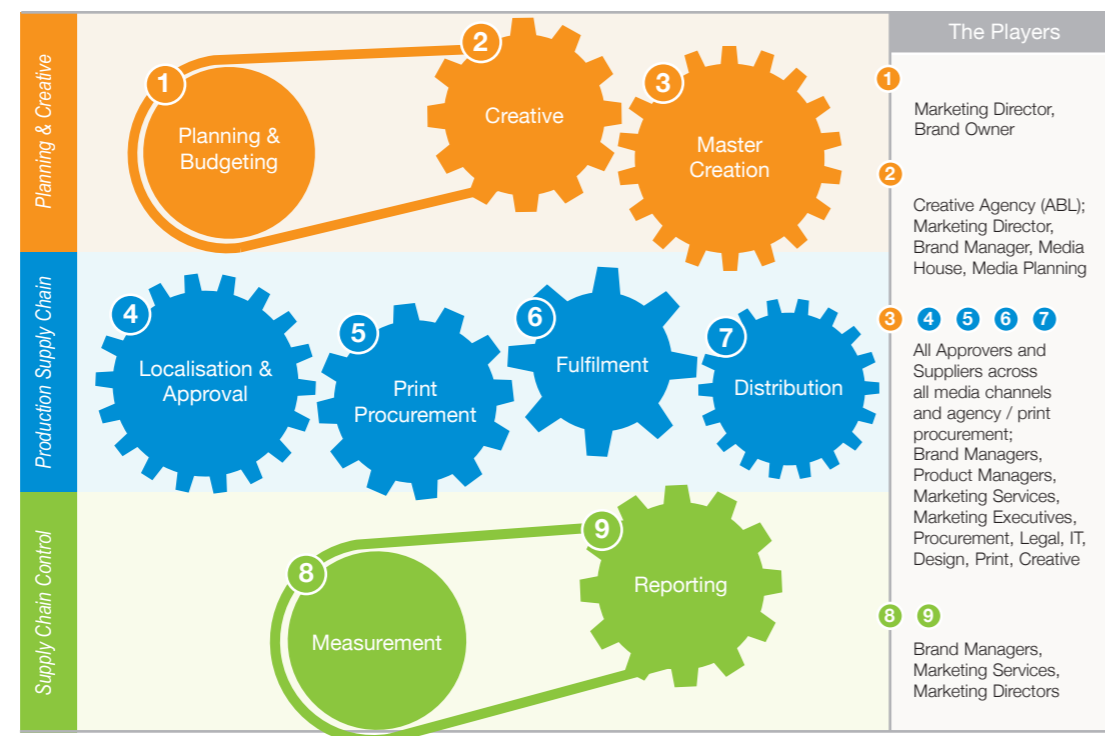 Planning & Creative
1
Planning &
Budgeting
2
Creative
3
Master
Creation
Production Supply Chain
4
Localisation &
Approval
5
Print
Procurement
6
Fulfilment
7
Distribution
Supply Chain Control
8
Measurement
9
Reporting
The Players
1
Marketing Director,
Brand Owner
2
Creative Agency (ABL);
Marketing Director,
Brand Manager, Media
House, Media Planning
3 4 5 6 7
All Approvers and
Suppliers across
all media channels
and agency / print
procurement;
Brand Managers,
Product Managers,
Marketing Services,
Marketing Executives,
Procurement, Legal, IT,
Design, Print, Creative
8 9
Brand Managers,
Marketing Services,
Marketing Directors